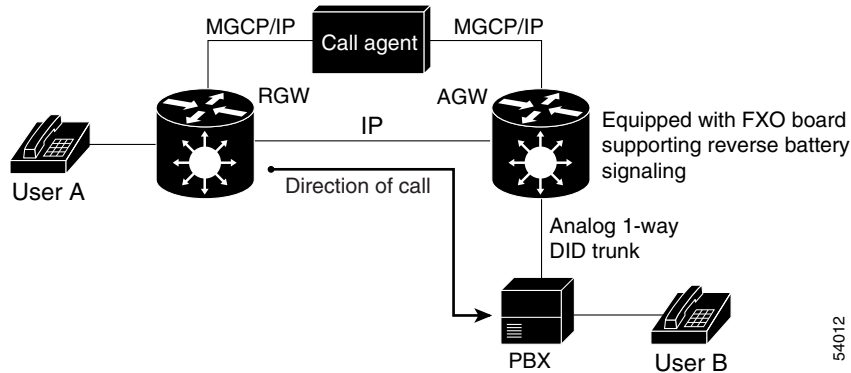 MGCP/IP
Call agent
MGCP/IP
RGW
AGW
IP
Equipped with FXO board
supporting reverse battery
signaling
User A
Direction of call
Analog 1-way
DID trunk
PBX
User B
54012